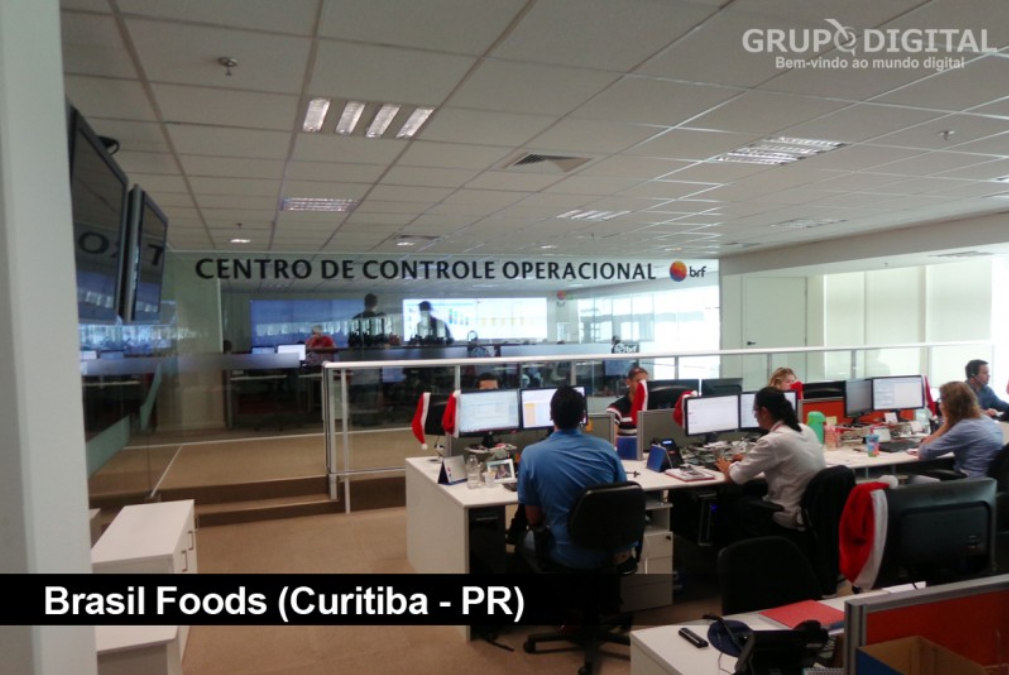 GRUPO DIGITAL
Bem-vindo ao mundo digital
CENTRO DE CONTROLE OPERACIONAL brf
Brasil Foods (Curitiba - PR)